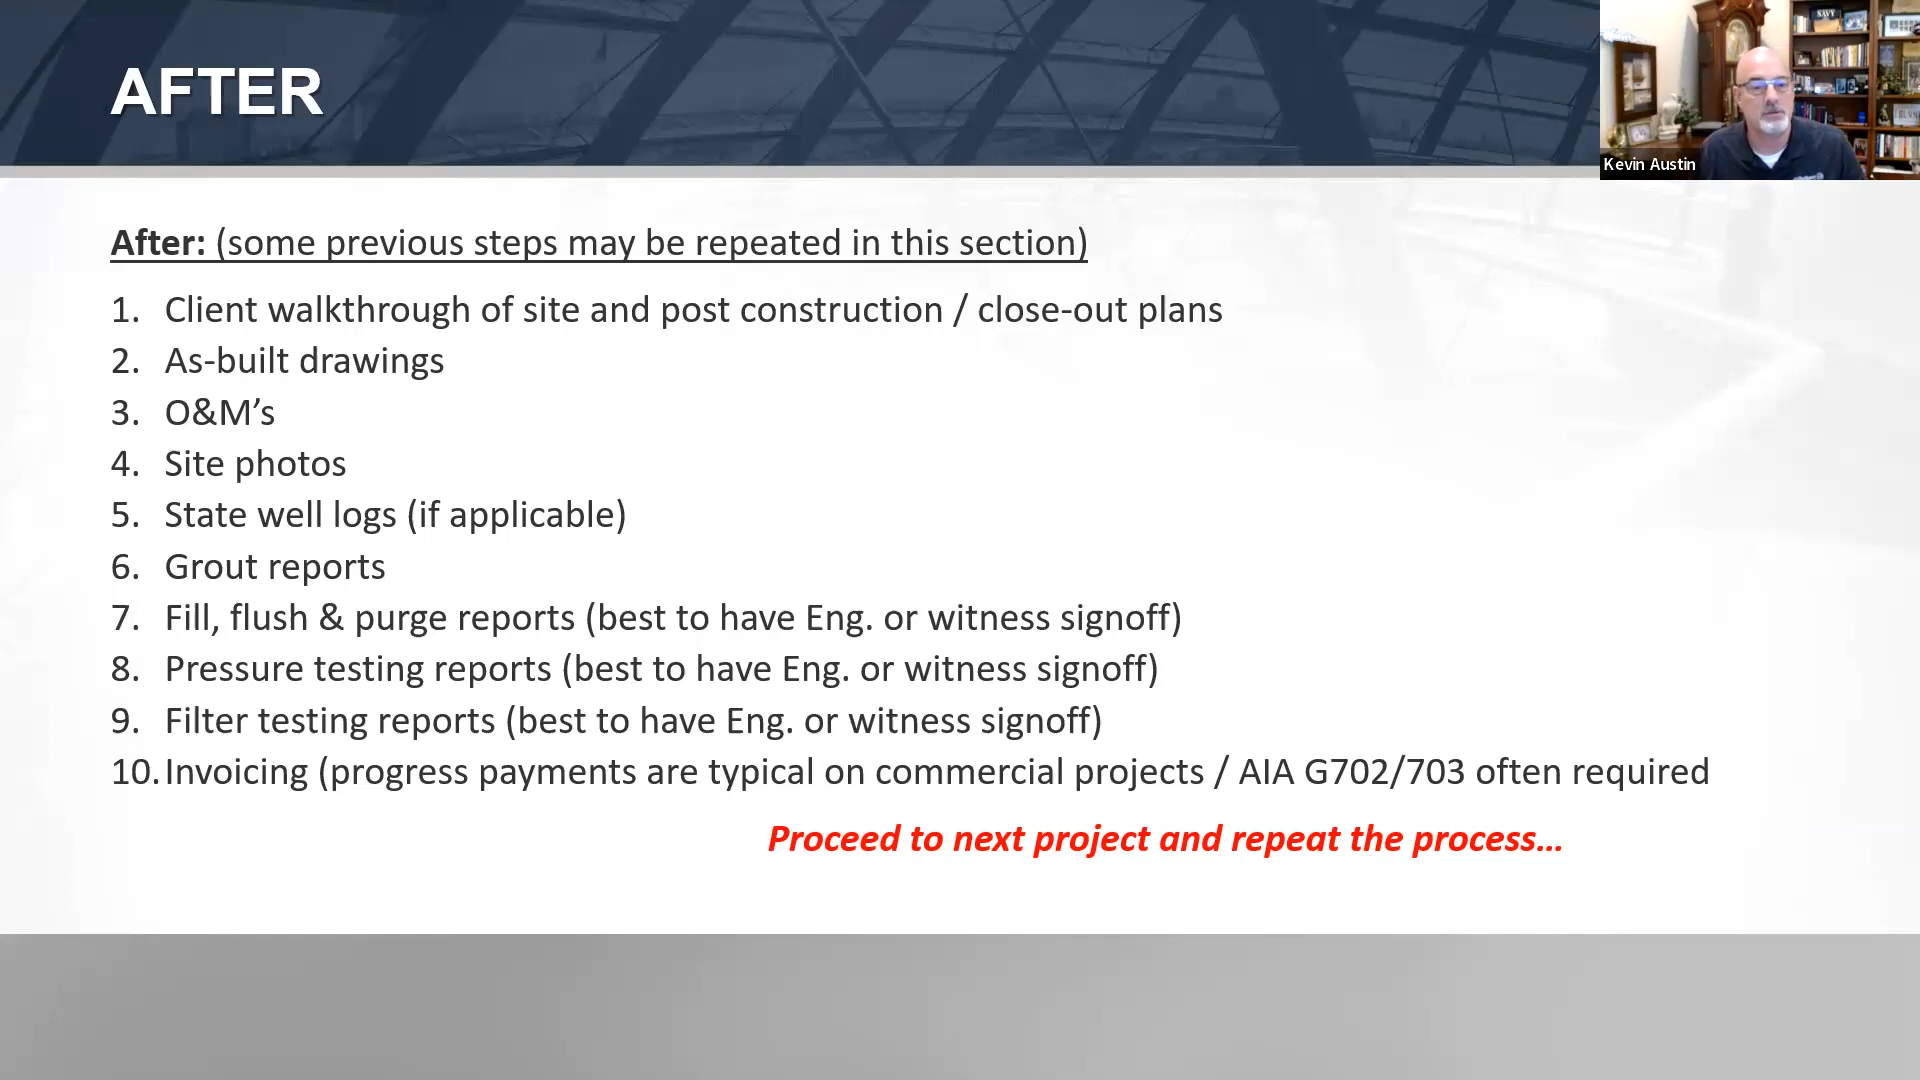 AFTER
NAVY
Kevin Austin
After: (some previous steps may be repeated in this section)
1. Client walkthrough of site and post construction / close-out plans
2. As-built drawings
3. O&M’s
4. Site photos
5. State well logs (if applicable)
6. Grout reports
7. Fill, flush & purge reports (best to have Eng. or witness signoff)
8. Pressure testing reports (best to have Eng. or witness signoff)
9. Filter testing reports (best to have Eng. or witness signoff)
10. Invoicing (progress payments are typical on commercial projects / AIA G702/703 often required
Proceed to next project and repeat the process…